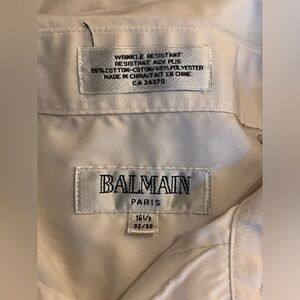 WRINKLE RESISTANT
RESISTANT AUX PLIS
55% COTTON-COTON/45% POLYESTER
MADE IN CHINA/FAIT EN CHINE
CA 34370
BALMAIN
PARIS
16½
32/33